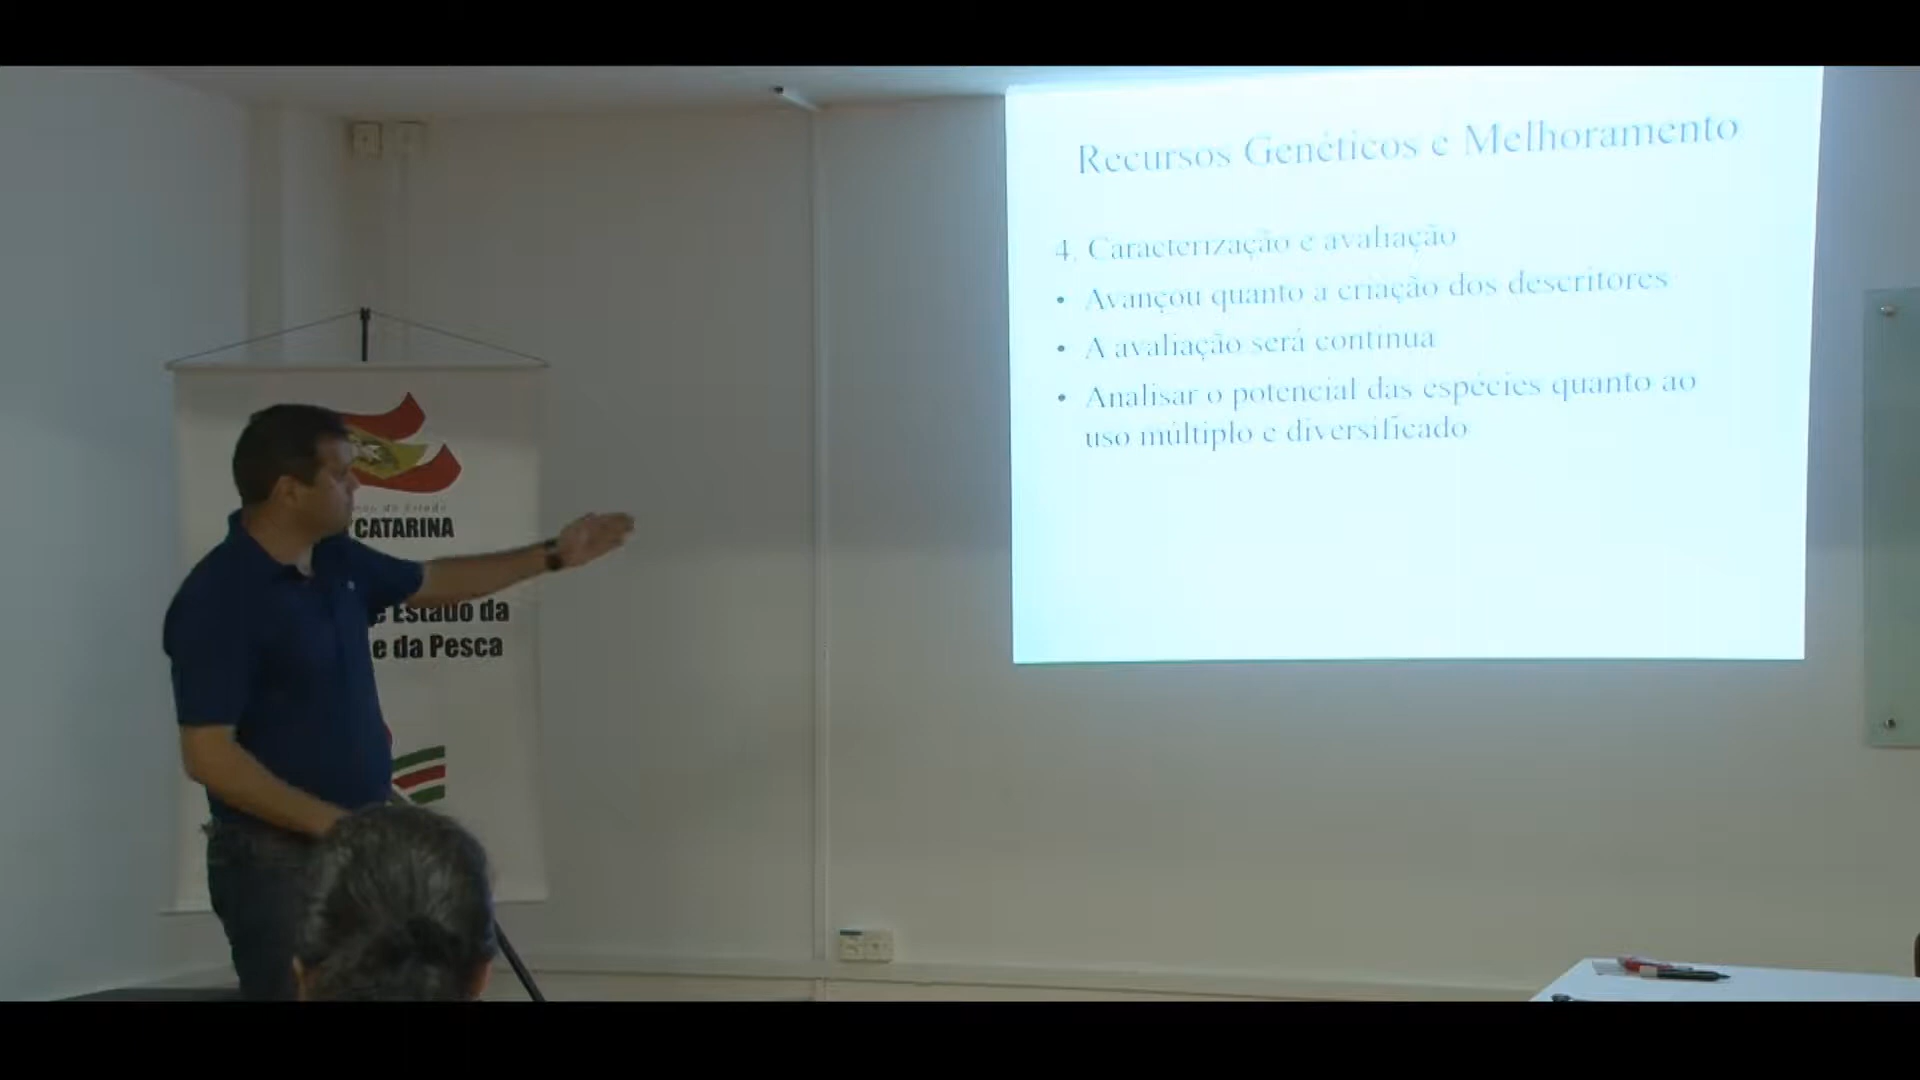 Recursos Genéticos e Melhoramento
4. Caracterização e avaliação
• Avançou quanto a criação dos descritores
• A avaliação será contínua
• Analisar o potencial das espécies quanto ao
uso múltiplo e diversificado
CATARINA
e Estado da
e da Pesca